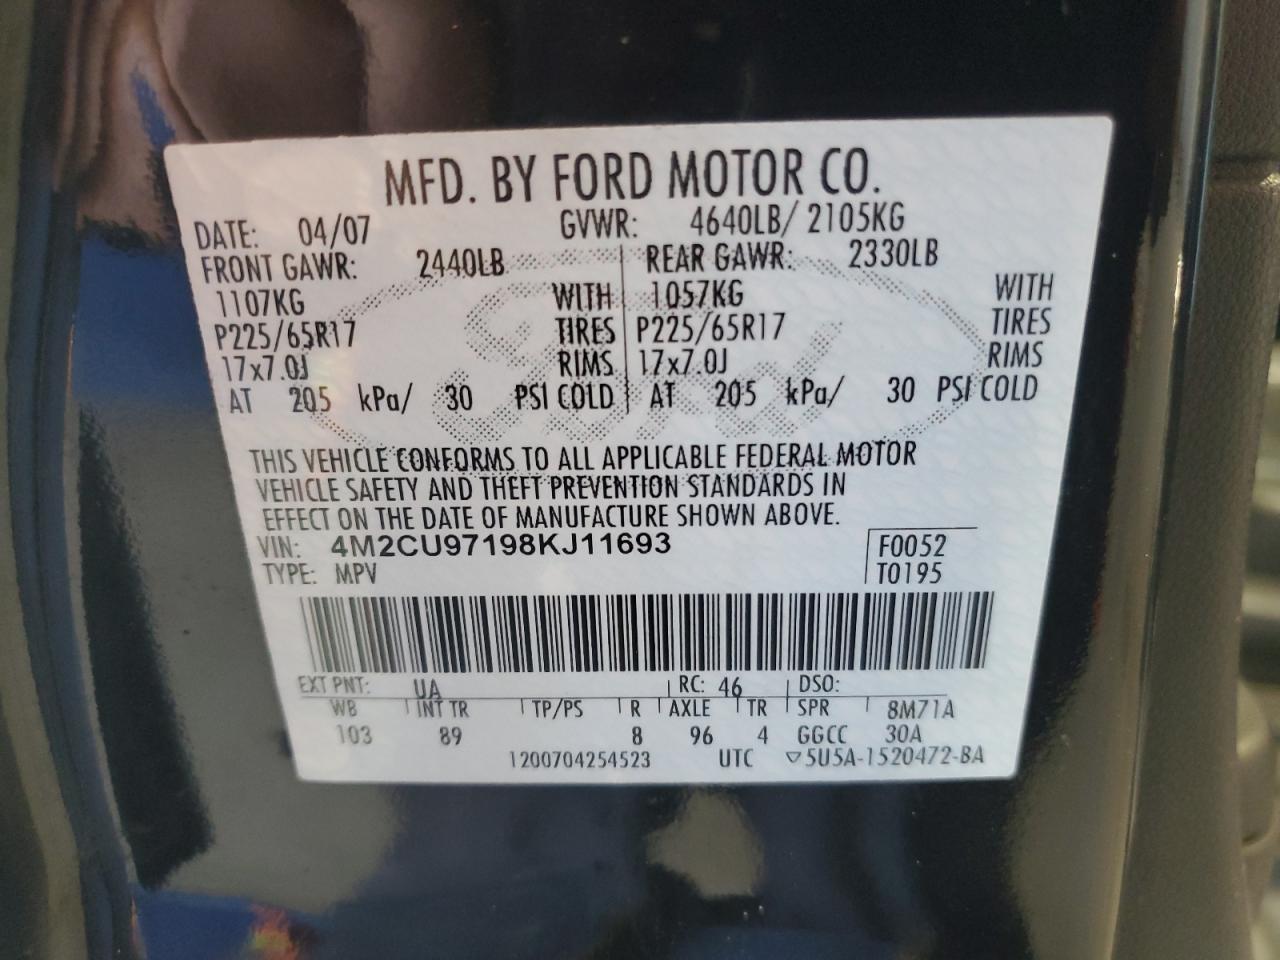 MFD. BY FORD MOTOR CO.
DATE: 04/07 GVWR: 4640LB/ 2105KG
FRONT GAWR: 2440LB REAR GAWR: 2330LB
1107KG WITH 1057KG WITH
P225/65R17 TIRES P225/65R17 TIRES
17x7.0J RIMS 17x7.0J RIMS
AT 205 kPa/ 30 PSI COLD AT 205 kPa/ 30 PSI COLD
THIS VEHICLE CONFORMS TO ALL APPLICABLE FEDERAL MOTOR
VEHICLE SAFETY AND THEFT PREVENTION STANDARDS IN
EFFECT ON THE DATE OF MANUFACTURE SHOWN ABOVE.
VIN: 4M2CU97198KJ11693 F0052
TYPE: MPV T0195
EXT PNT: UA RC: 46 DSO:
WB INT TR TP/PS R AXLE TR SPR 8M71A
103 89 8 96 4 GGCC 30A
1200704254523 UTC ▽5U5A-1520472-BA